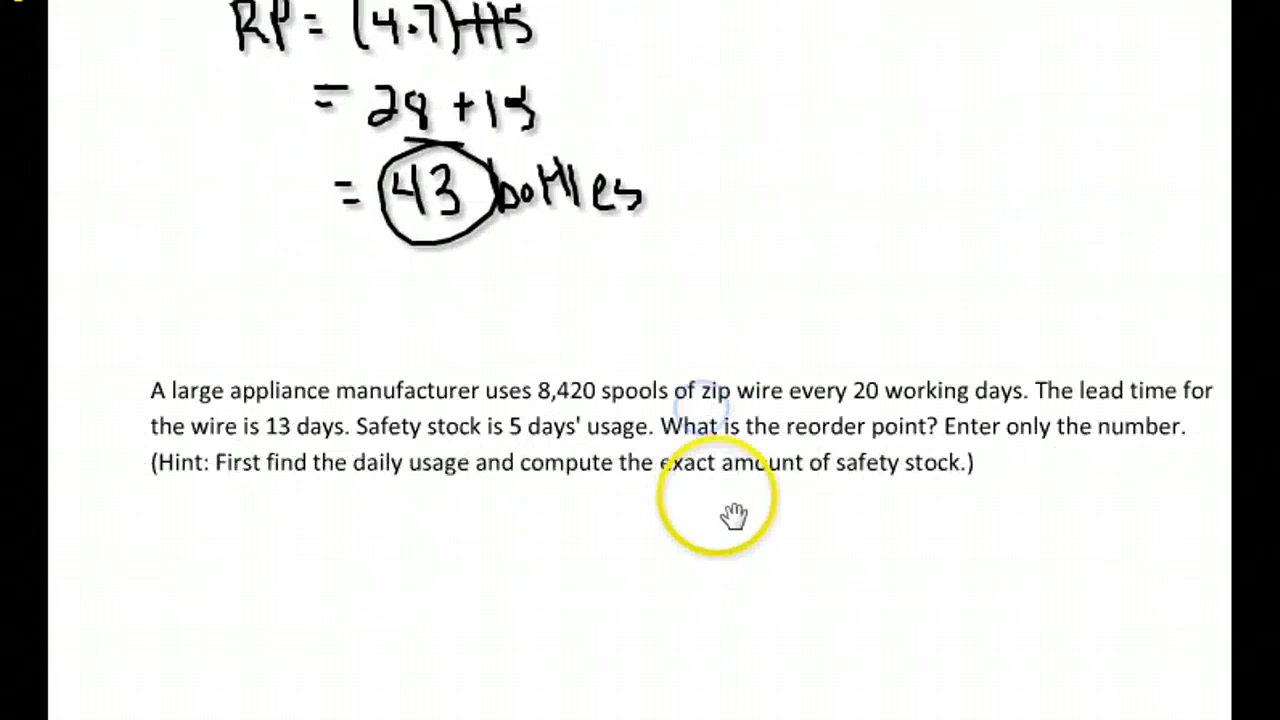 RP = (4.7)+15
= 28 + 15
= 43 bottles
A large appliance manufacturer uses 8,420 spools of zip wire every 20 working days. The lead time for
the wire is 13 days. Safety stock is 5 days' usage. What is the reorder point? Enter only the number.
(Hint: First find the daily usage and compute the exact amount of safety stock.)